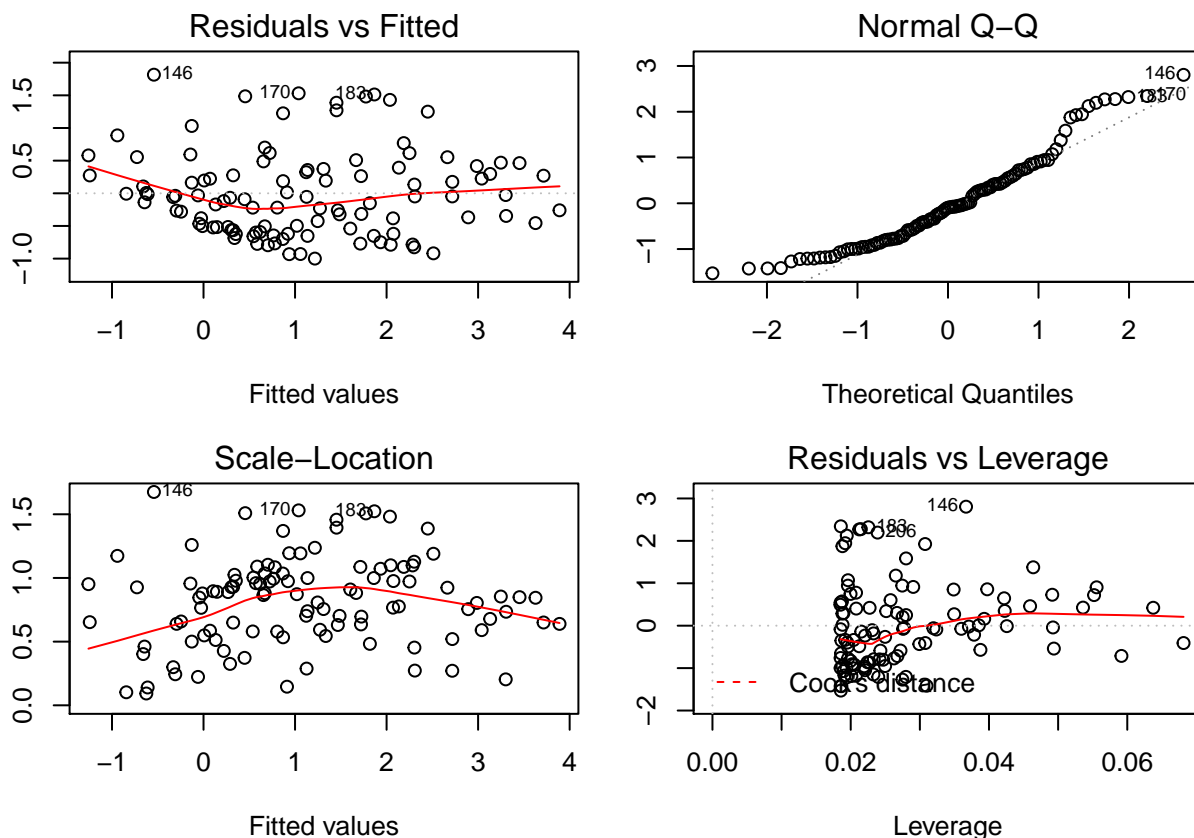 Residuals vs Fitted
1.5
0.5
−1.0
146
170
183
−1 0 1 2 3 4
Fitted values
Normal Q−Q
3
2
1
0
−1
146
183
170
−2 −1 0 1 2
Theoretical Quantiles
Scale−Location
1.5
1.0
0.5
0.0
146
170
183
−1 0 1 2 3 4
Fitted values
Residuals vs Leverage
3
2
1
0
−2
146
183
206
Cook's distance
0.00 0.02 0.04 0.06
Leverage